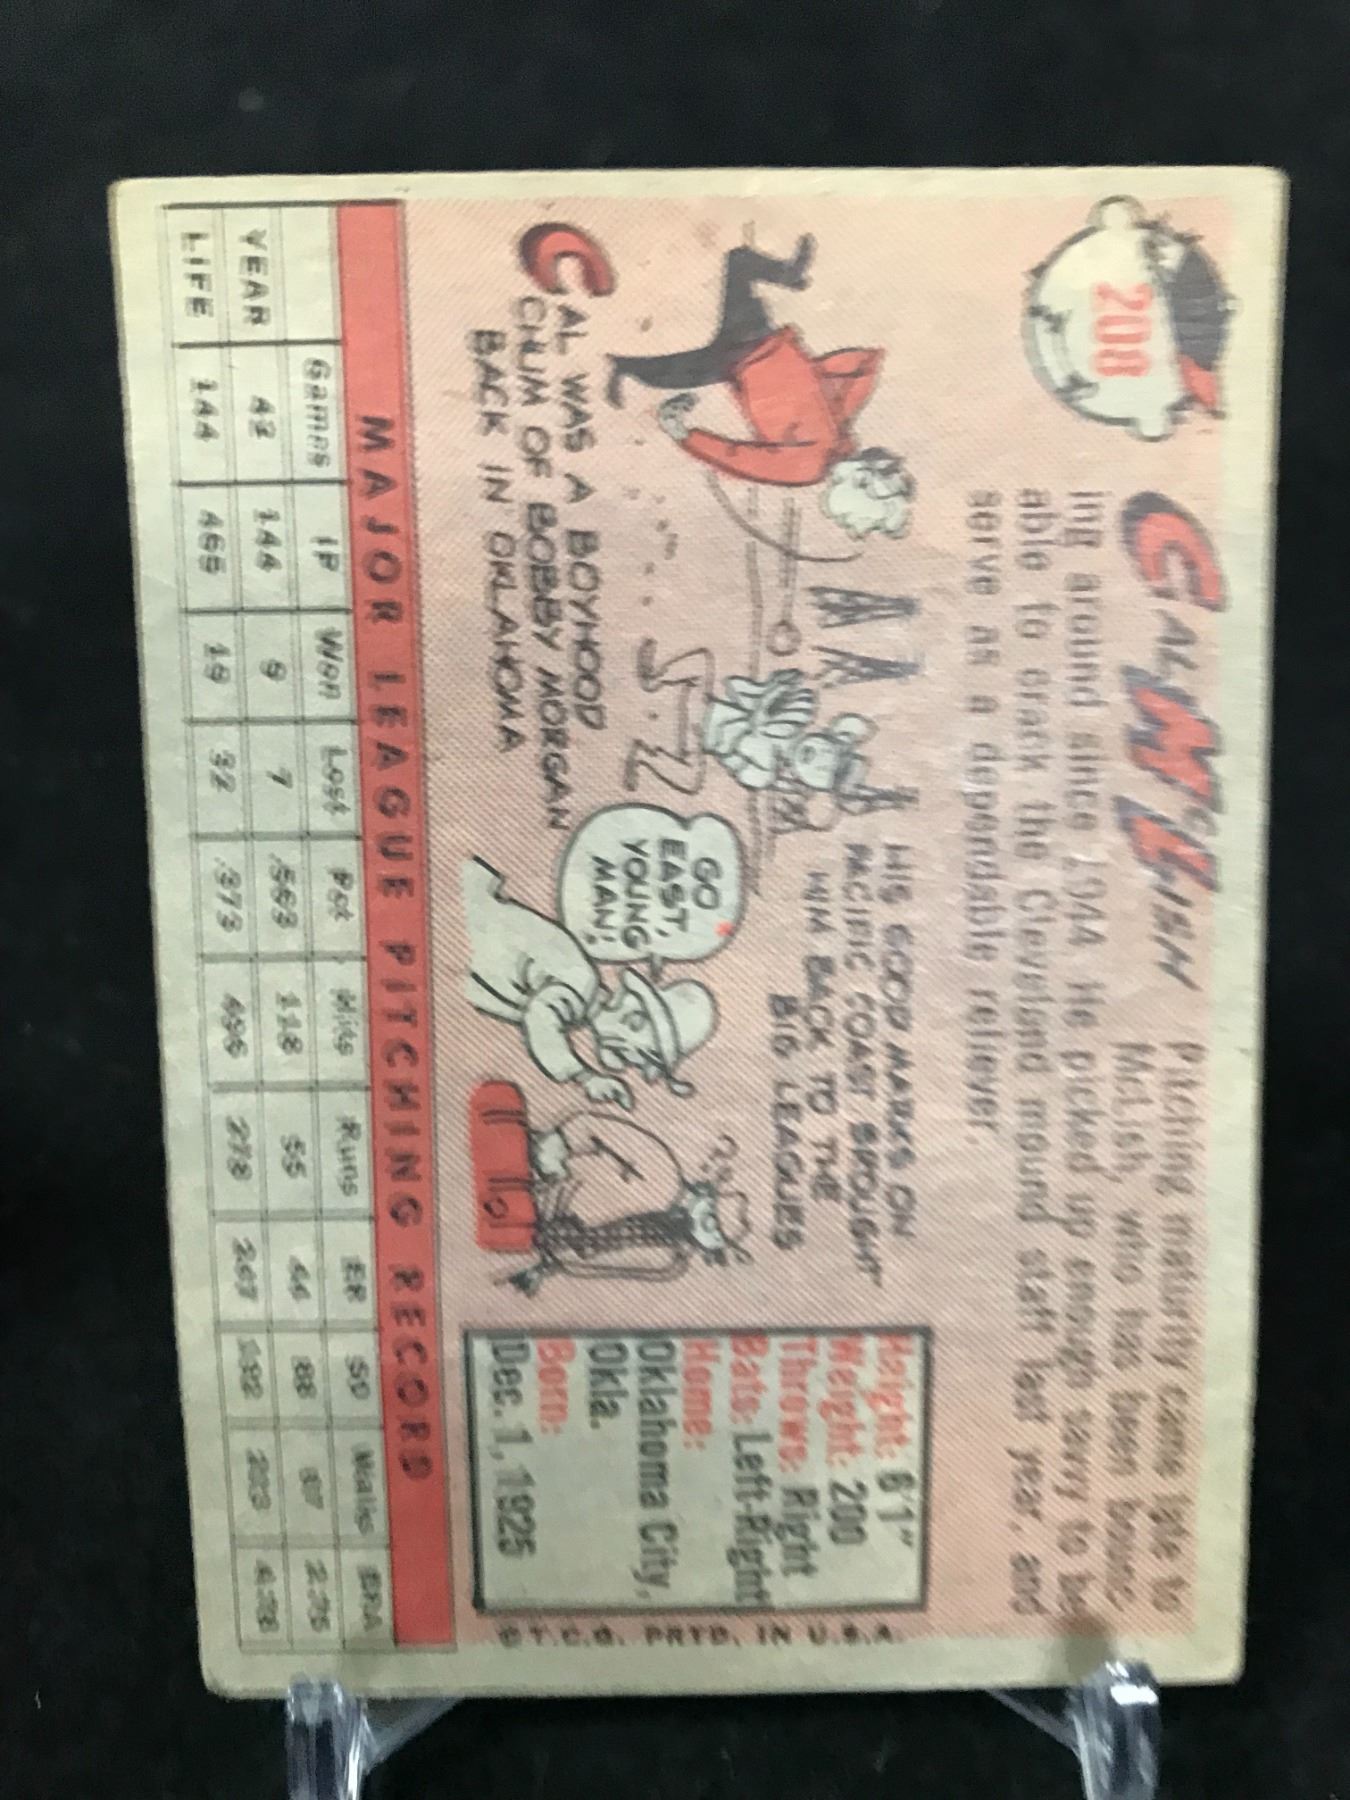 208
CAL McLISH
Pitching maturity came late to
McLish, who has been bounc-
ing around since 1944. He picked up enough savvy to be
able to crack the Cleveland mound staff last year, and
serve as a dependable reliever.
HIS GOOD MARKS ON
PACIFIC COAST BROUGHT
HIM BACK TO THE
BIG LEAGUES
GO
EAST,
YOUNG
MAN!
CAL WAS A BOYHOOD
CHUM OF BOBBY MORGAN
BACK IN OKLAHOMA
Height: 6'1"
Weight: 200
Throws: Right
Bats: Left-Right
Home:
Oklahoma City,
Okla.
Born:
Dec. 1, 1925
© T.C.G. PRTD. IN U.S.A.
MAJOR LEAGUE PITCHING RECORD
Games IP Won Lost Pct Hits Runs ER SO Walks ERA
YEAR 42 144 9 7 .563 118 55 44 88 67 2.75
LIFE 144 465 19 32 .373 495 278 247 192 203